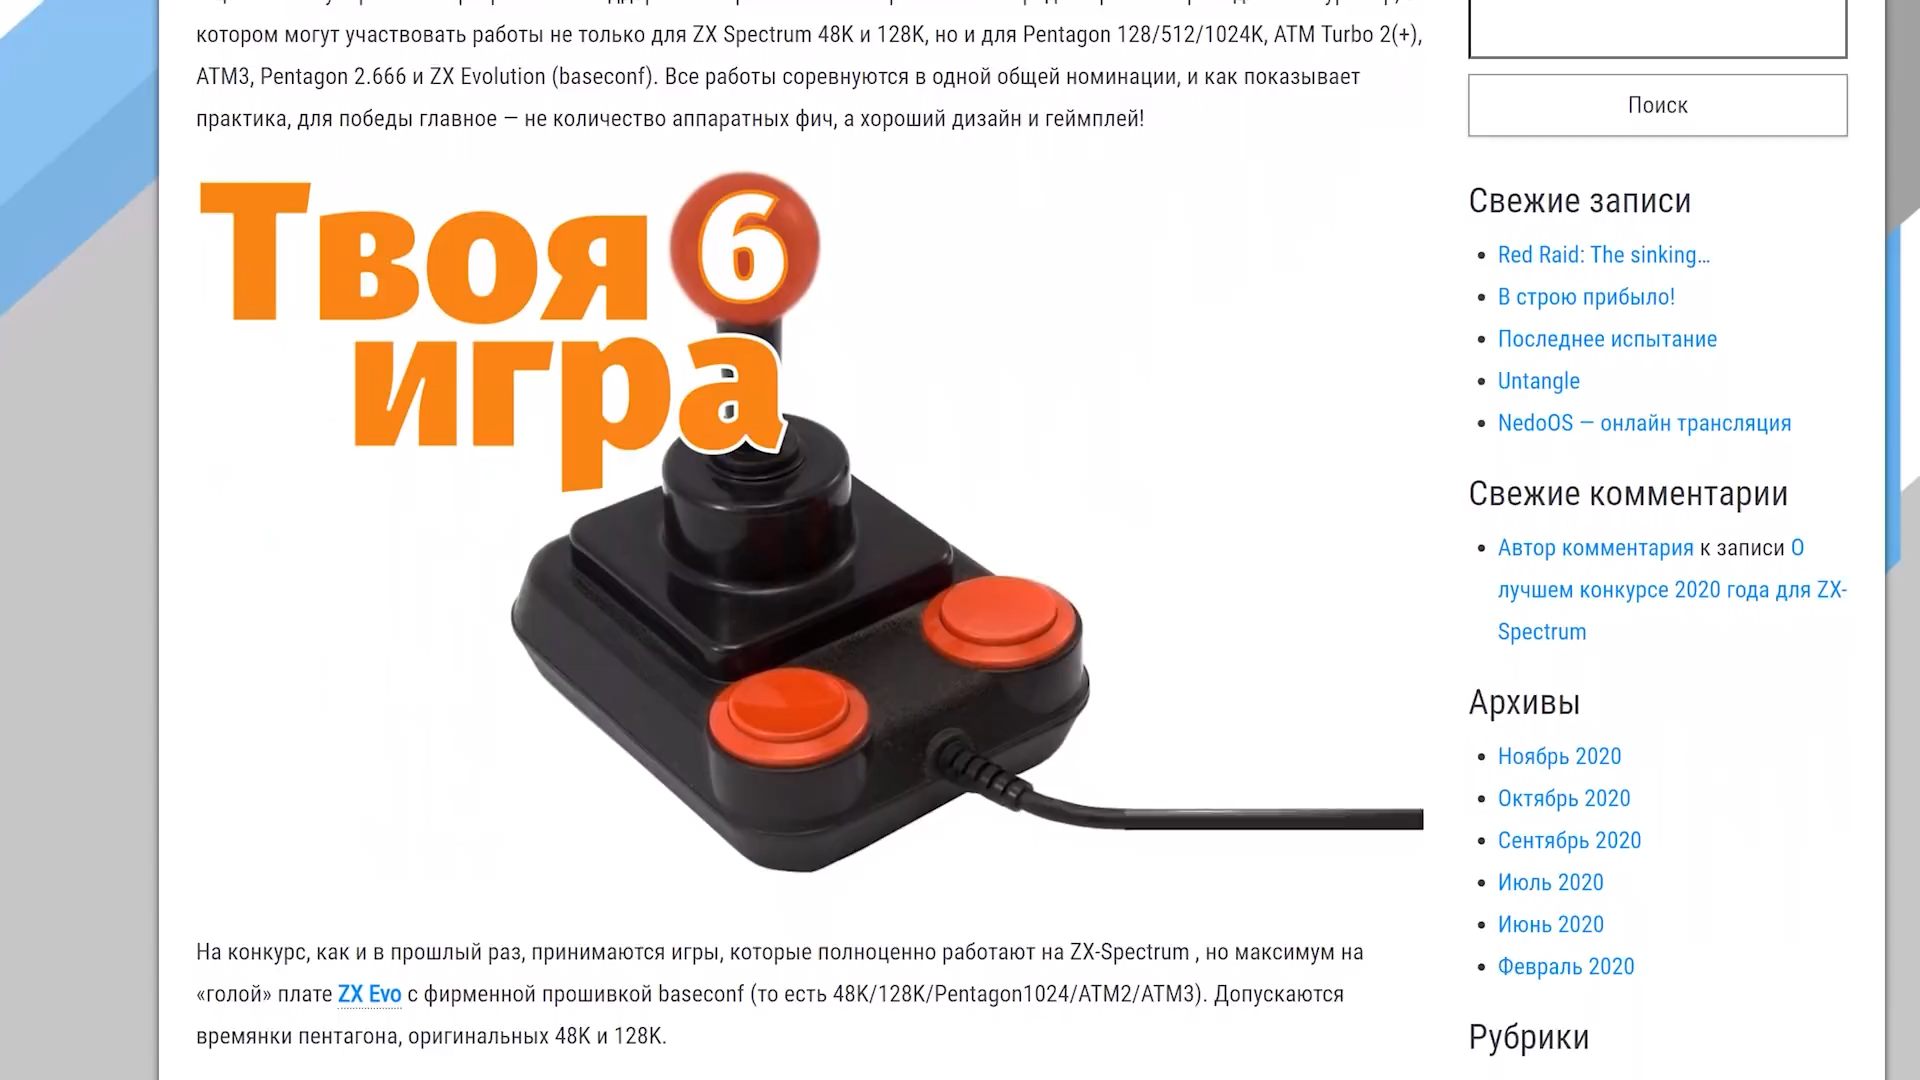 котором могут участвовать работы не только для ZX Spectrum 48K и 128K, но и для Pentagon 128/512/1024K, ATM Turbo 2(+),
ATM3, Pentagon 2.666 и ZX Evolution (baseconf). Все работы соревнуются в одной общей номинации, и как показывает
практика, для победы главное — не количество аппаратных фич, а хороший дизайн и геймплей!
Твоя 6
игра
На конкурс, как и в прошлый раз, принимаются игры, которые полноценно работают на ZX-Spectrum , но максимум на
«голой» плате ZX Evo с фирменной прошивкой baseconf (то есть 48K/128K/Pentagon1024/ATM2/ATM3). Допускаются
времянки пентагона, оригинальных 48K и 128K.
Поиск
Свежие записи
Red Raid: The sinking…
В строю прибыло!
Последнее испытание
Untangle
NedoOS — онлайн трансляция
Свежие комментарии
Автор комментария к записи О
лучшем конкурсе 2020 года для ZX-
Spectrum
Архивы
Ноябрь 2020
Октябрь 2020
Сентябрь 2020
Июль 2020
Июнь 2020
Февраль 2020
Рубрики